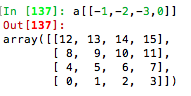 In [137]: a[[-1,-2,-3,0]]
Out[137]:
array([[12, 13, 14, 15],
[ 8, 9, 10, 11],
[ 4, 5, 6, 7],
[ 0, 1, 2, 3]])